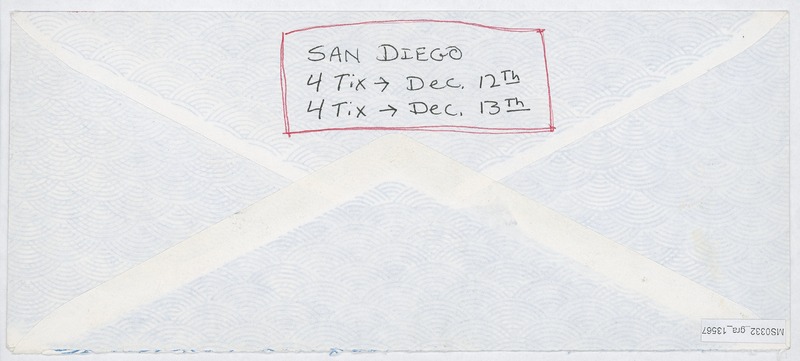 SAN DIEGO
4 Tix → Dec. 12Th
4 Tix → Dec. 13Th
MS0332_gra_13567